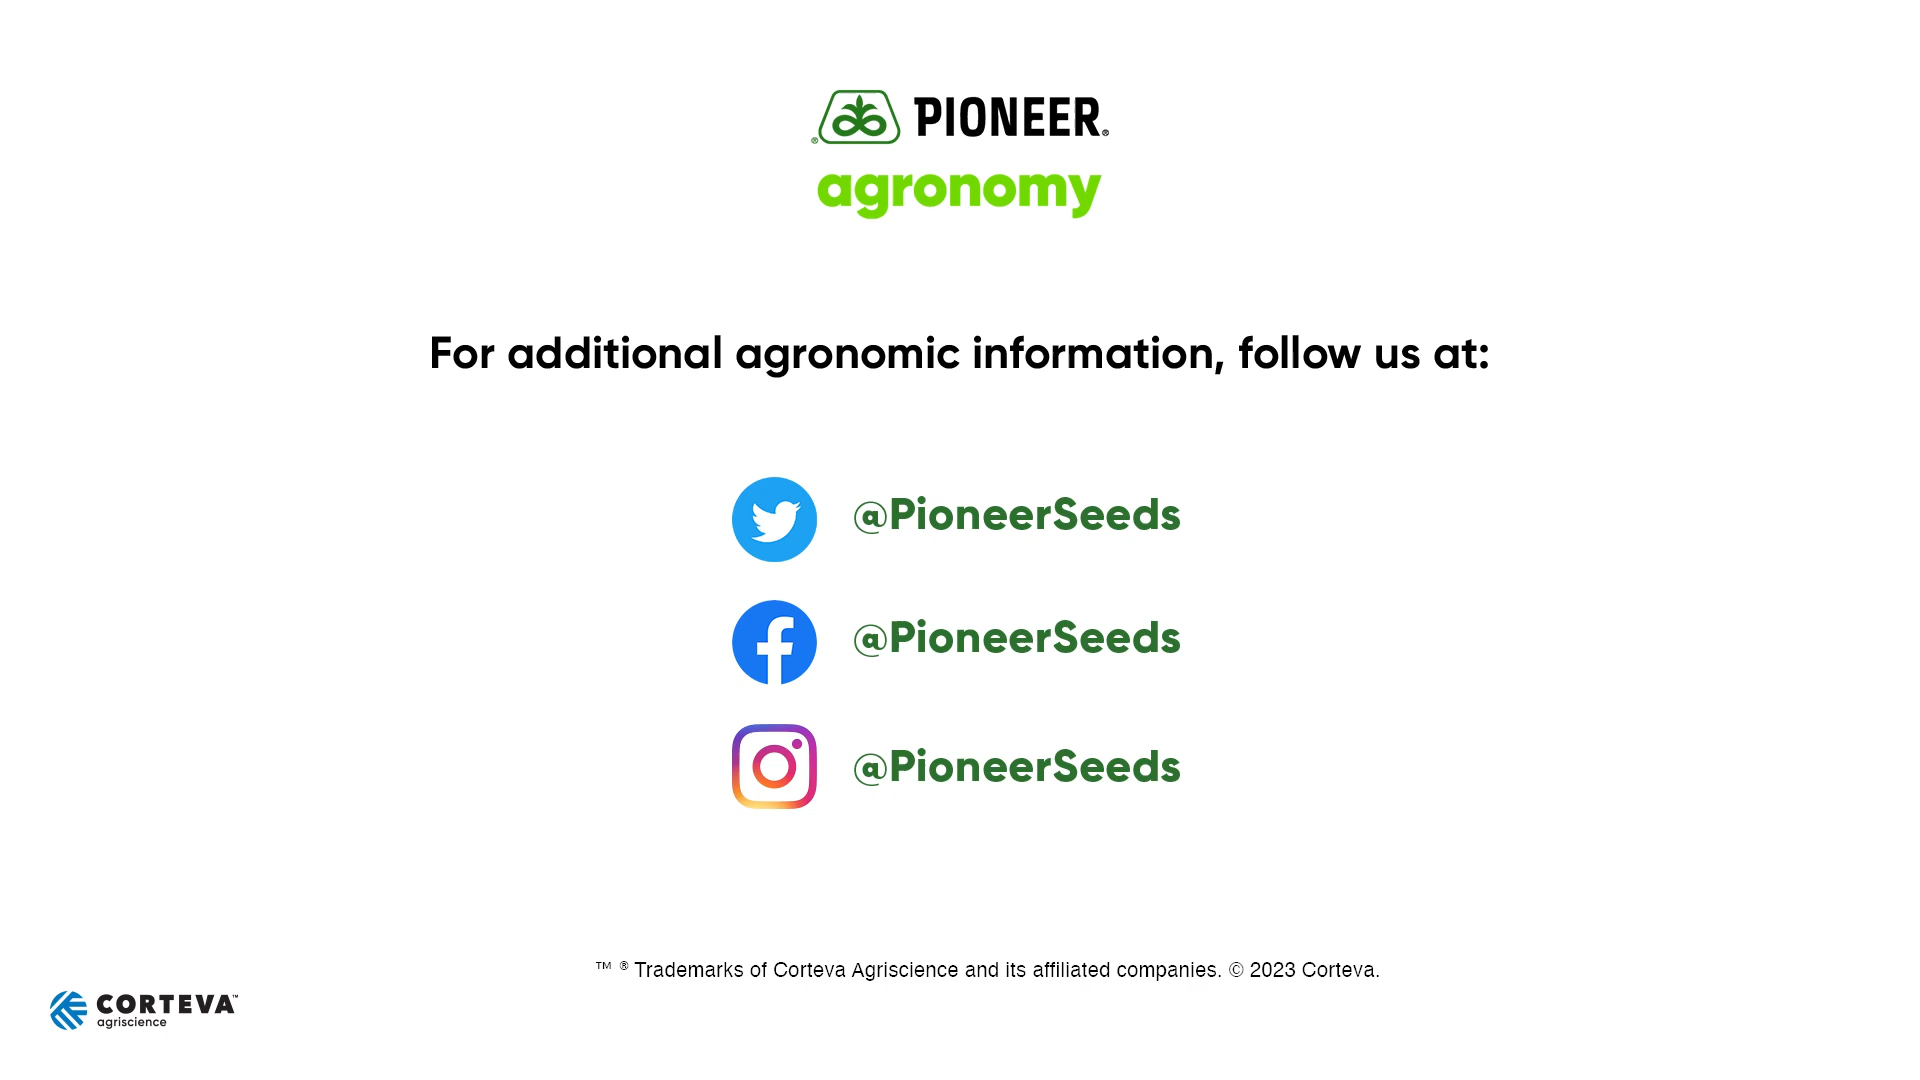 PIONEER®
®
agronomy
For additional agronomic information, follow us at:
@PioneerSeeds
@PioneerSeeds
@PioneerSeeds
™ ® Trademarks of Corteva Agriscience and its affiliated companies. © 2023 Corteva.
CORTEVA™
agriscience